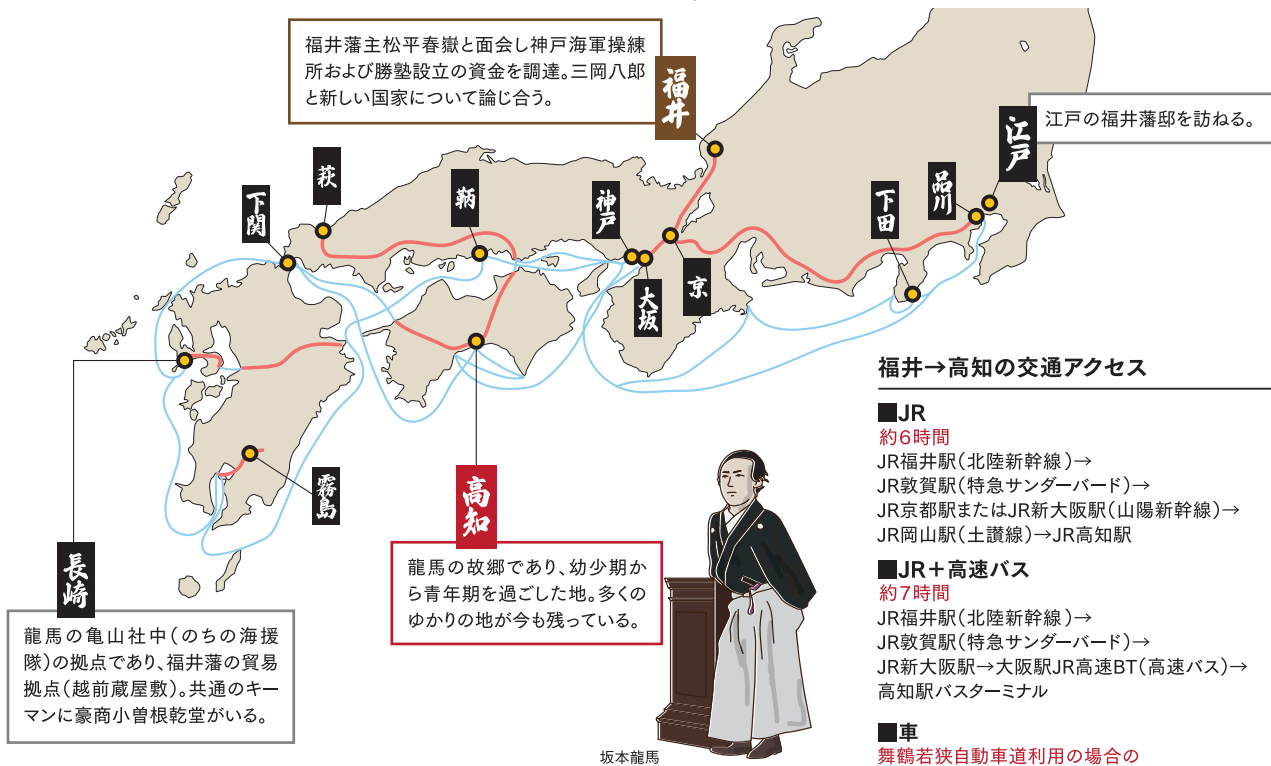 福井藩主松平春嶽と面会し神戸海軍操練
所および勝塾設立の資金を調達。三岡八郎
と新しい国家について論じ合う。
福井
江戸
江戸の福井藩邸を訪ねる。
萩
下関
鞆
神戸
大坂
京
下田
品川
霧島
長崎
龍馬の亀山社中(のちの海援
隊)の拠点であり、福井藩の貿易
拠点(越前蔵屋敷)。共通のキー
マンに豪商小曽根乾堂がいる。
高知
龍馬の故郷であり、幼少期か
ら青年期を過ごした地。多くの
ゆかりの地が今も残っている。
坂本龍馬
福井→高知の交通アクセス
■JR
約6時間
JR福井駅(北陸新幹線)→
JR敦賀駅(特急サンダーバード)→
JR京都駅またはJR新大阪駅(山陽新幹線)→
JR岡山駅(土讃線)→JR高知駅
■JR+高速バス
約7時間
JR福井駅(北陸新幹線)→
JR敦賀駅(特急サンダーバード)→
JR新大阪駅→大阪駅JR高速BT(高速バス)→
高知駅バスターミナル
■車
舞鶴若狭自動車道利用の場合の